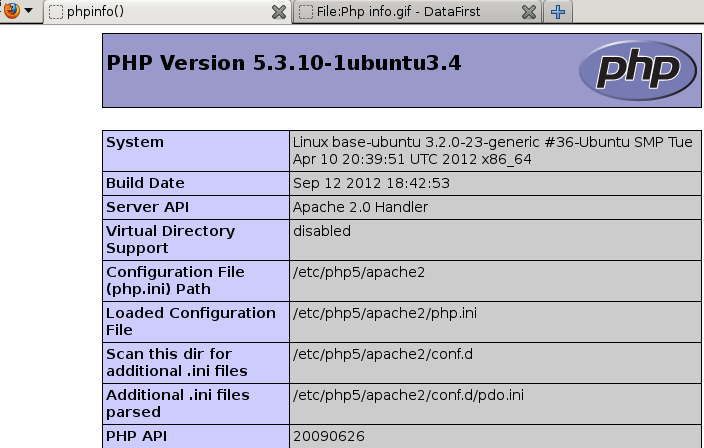 phpinfo()
File:Php info.gif - DataFirst
PHP Version 5.3.10-1ubuntu3.4
php
System
Linux base-ubuntu 3.2.0-23-generic #36-Ubuntu SMP Tue
Apr 10 20:39:51 UTC 2012 x86_64
Build Date
Sep 12 2012 18:42:53
Server API
Apache 2.0 Handler
Virtual Directory
Support
disabled
Configuration File
(php.ini) Path
/etc/php5/apache2
Loaded Configuration
File
/etc/php5/apache2/php.ini
Scan this dir for
additional .ini files
/etc/php5/apache2/conf.d
Additional .ini files
parsed
/etc/php5/apache2/conf.d/pdo.ini
PHP API
20090626